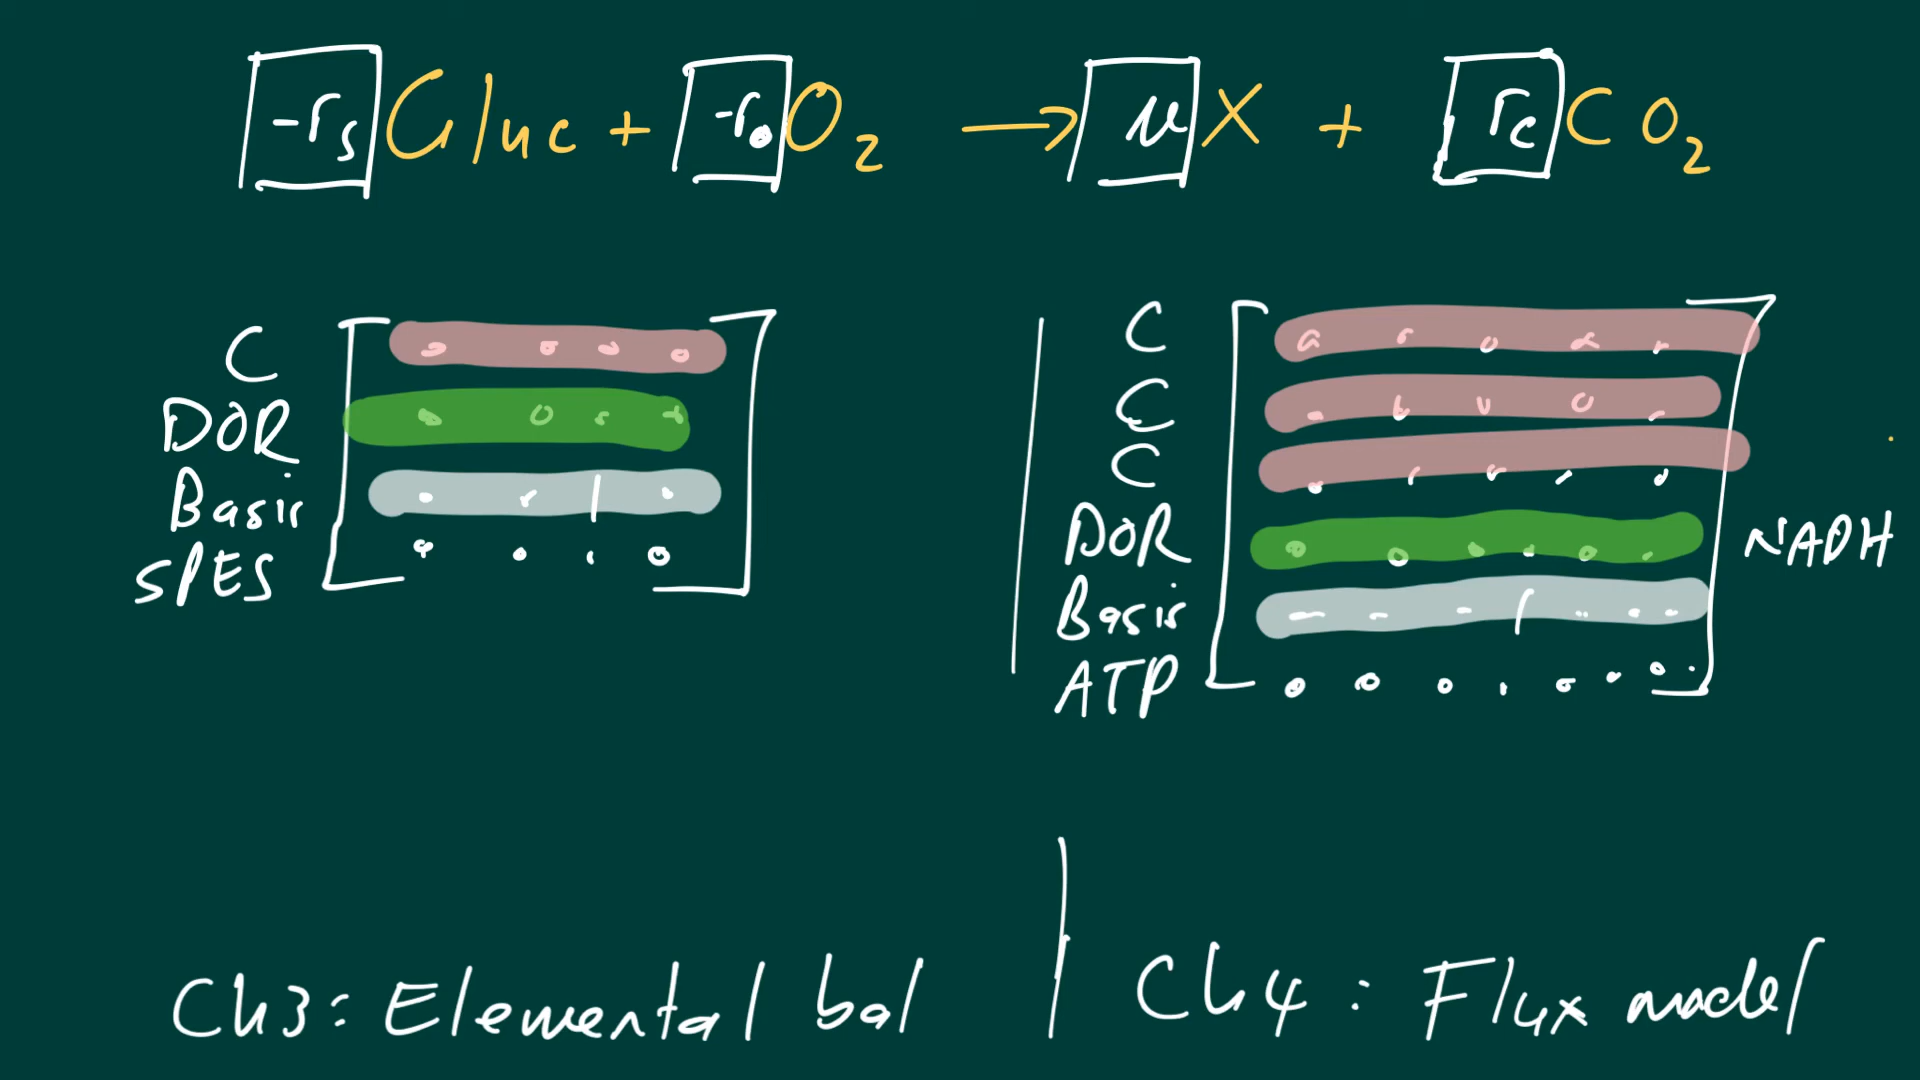 -rs Gluc + -ro O2 → μ X + rc CO2
C
DOR
Basis
SPES
C
C
C
DOR NADH
Basis
ATP
Ch3: Elemental bal
Ch4: Flux model